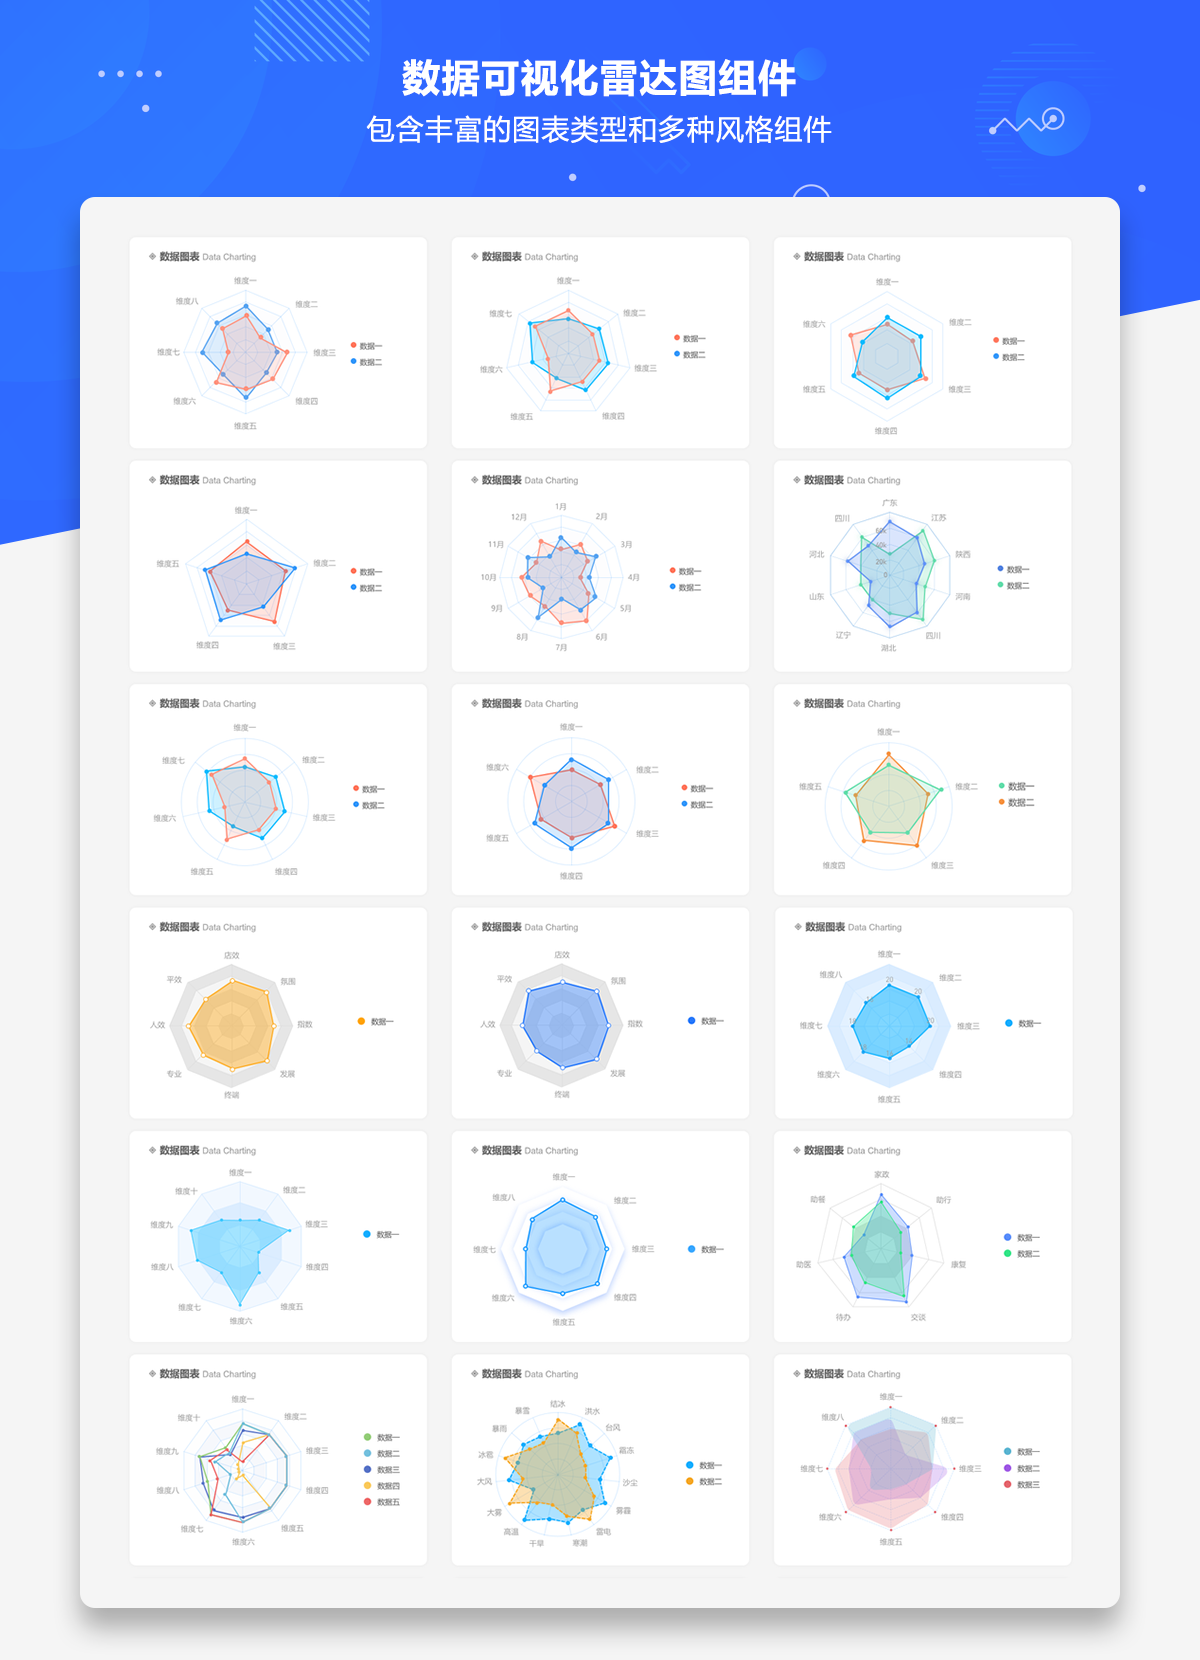 数据可视化雷达图组件
包含丰富的图表类型和多种风格组件
数据图表 Data Charting
维度一
维度二
维度三
维度四
维度五
维度六
维度七
维度八
数据一
数据二
数据图表 Data Charting
维度一
维度二
维度三
维度四
维度五
维度六
维度七
数据一
数据二
数据图表 Data Charting
维度一
维度二
维度三
维度四
维度五
维度六
数据一
数据二
数据图表 Data Charting
维度一
维度二
维度三
维度四
维度五
数据一
数据二
数据图表 Data Charting
1月
2月
3月
4月
5月
6月
7月
8月
9月
10月
11月
12月
数据一
数据二
数据图表 Data Charting
广东
江苏
陕西
河南
四川
湖北
辽宁
山东
河北
四川
60k
40k
20k
0
数据一
数据二
数据图表 Data Charting
维度一
维度二
维度三
维度四
维度五
维度六
维度七
数据一
数据二
数据图表 Data Charting
维度一
维度二
维度三
维度四
维度五
维度六
数据一
数据二
数据图表 Data Charting
维度一
维度二
维度三
维度四
维度五
数据一
数据二
数据图表 Data Charting
店效
氛围
指数
发展
终端
专业
人效
平效
数据一
数据图表 Data Charting
店效
氛围
指数
发展
终端
专业
人效
平效
数据一
数据图表 Data Charting
维度一
维度二
维度三
维度四
维度五
维度六
维度七
维度八
20
20
20
数据一
数据图表 Data Charting
维度一
维度二
维度三
维度四
维度五
维度六
维度七
维度八
维度九
维度十
数据一
数据图表 Data Charting
维度一
维度二
维度三
维度四
维度五
维度六
维度七
维度八
数据一
数据图表 Data Charting
家政
助行
康复
交谈
待办
助医
助餐
数据一
数据二
数据图表 Data Charting
维度一
维度二
维度三
维度四
维度五
维度六
维度七
维度八
维度九
维度十
数据一
数据二
数据三
数据四
数据五
数据图表 Data Charting
结冰
洪水
台风
霜冻
沙尘
雾霾
雷电
寒潮
干旱
高温
大雾
大风
冰雹
暴雨
暴雪
数据一
数据二
数据图表 Data Charting
维度一
维度二
维度三
维度四
维度五
维度六
维度七
维度八
数据一
数据二
数据三